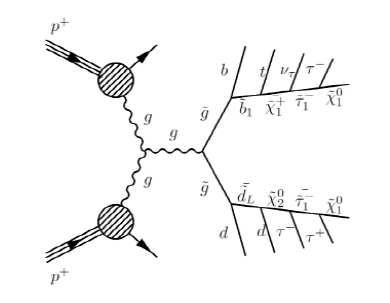 p⁺
b t ν_τ τ⁻
g̃ b̃₁ χ̃₁⁺ τ̃₁⁻ χ̃₁⁰
g g
g g̃ d̃̄_L χ̃₂⁰ τ̃₁⁻ χ̃₁⁰
d d τ⁻ τ⁺
p⁺